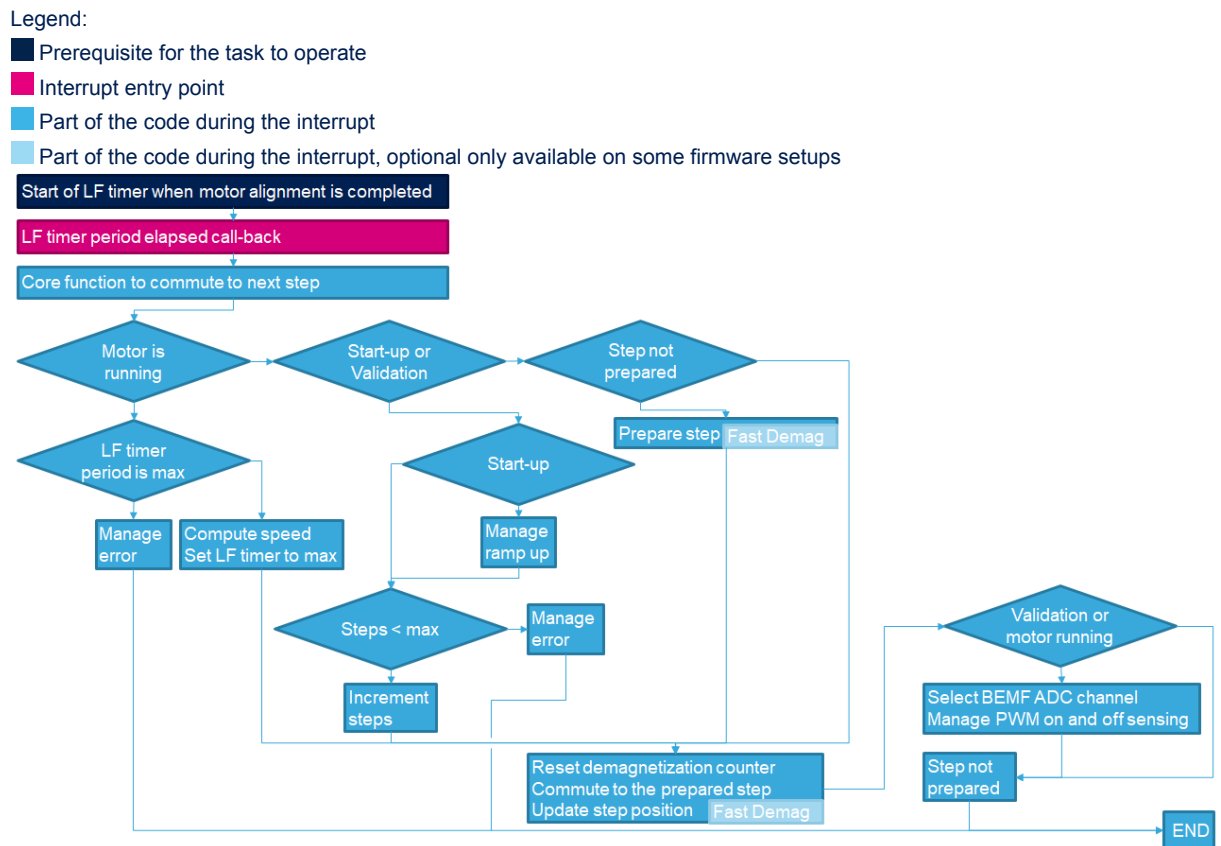 Legend:
Prerequisite for the task to operate
Interrupt entry point
Part of the code during the interrupt
Part of the code during the interrupt, optional only available on some firmware setups
Start of LF timer when motor alignment is completed
LF timer period elapsed call-back
Core function to commute to next step
Motor is
running
Start-up or
Validation
Step not
prepared
Prepare step
Fast Demag
LF timer
period is max
Start-up
Manage
error
Compute speed
Set LF timer to max
Manage
ramp up
Steps < max
Manage
error
Increment
steps
Reset demagnetization counter
Commute to the prepared step
Update step position
Fast Demag
Validation or
motor running
Select BEMF ADC channel
Manage PWM on and off sensing
Step not
prepared
END